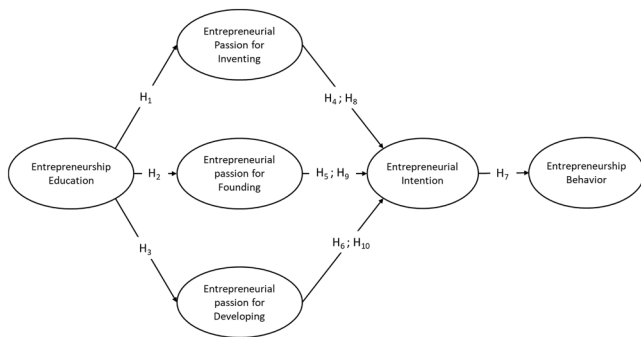 Entrepreneurial
Passion for
Inventing
H₁
H₄ ; H₈
Entrepreneurship
Education
H₂
Entrepreneurial
passion for
Founding
H₅ ; H₉
Entrepreneurial
Intention
H₇
Entrepreneurship
Behavior
H₃
H₆ ; H₁₀
Entrepreneurial
passion for
Developing